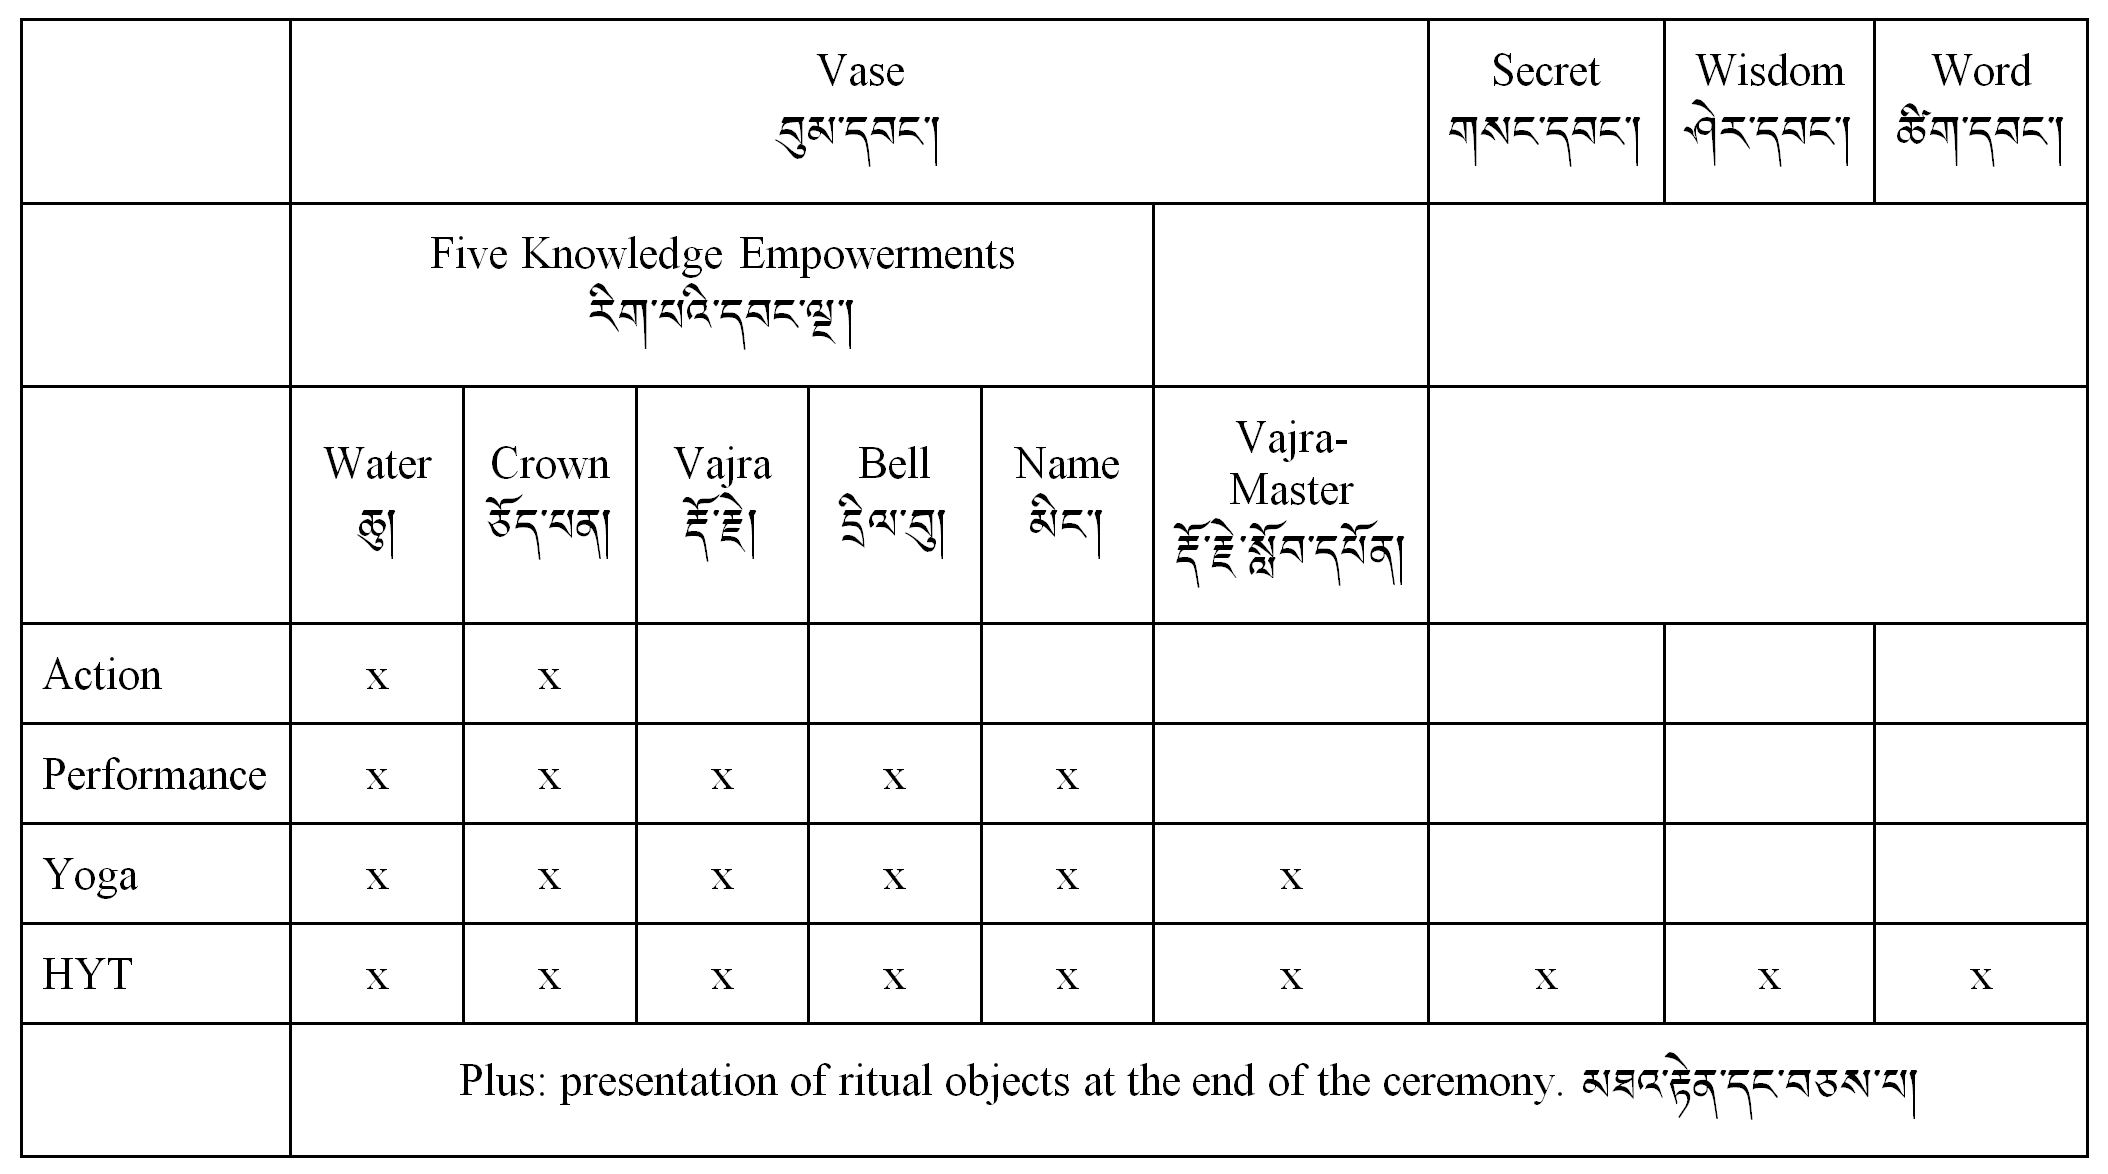 Vase
བུམ་དབང་།
Secret
གསང་དབང་།
Wisdom
ཤེར་དབང་།
Word
ཚིག་དབང་།
Five Knowledge Empowerments
རིག་པའི་དབང་ལྔ་།
Water
ཆུ།
Crown
ཅོད་པན།
Vajra
རྡོ་རྗེ།
Bell
དྲིལ་བུ།
Name
མིང་།
Vajra-
Master
རྡོ་རྗེ་སློབ་དཔོན།
Action x x
Performance x x x x x
Yoga x x x x x x
HYT x x x x x x x x x
Plus: presentation of ritual objects at the end of the ceremony. མཐའ་རྟེན་དང་བཅས་པ།